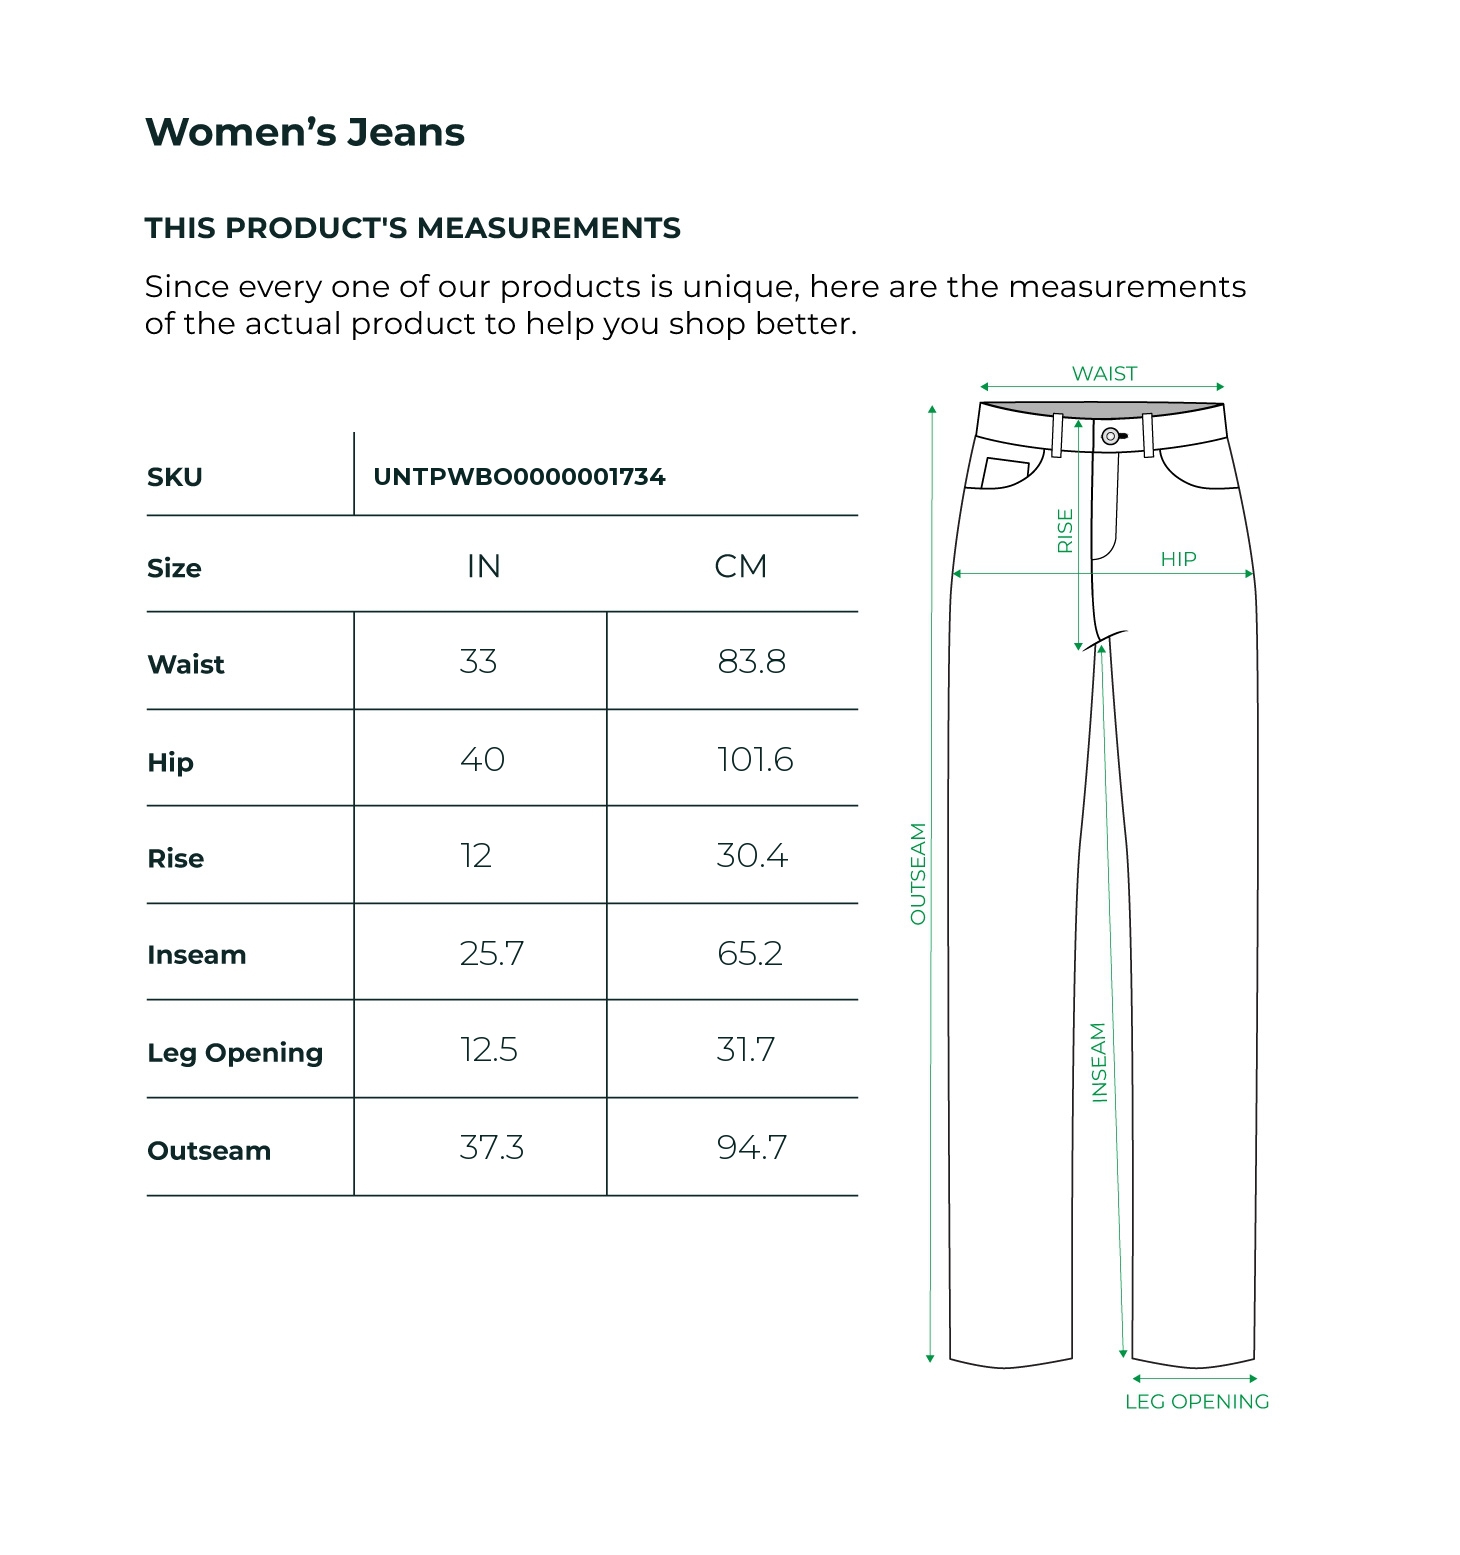 Women’s Jeans
THIS PRODUCT'S MEASUREMENTS
Since every one of our products is unique, here are the measurements
of the actual product to help you shop better.
SKU UNTPWBO0000001734
Size IN CM
Waist 33 83.8
Hip 40 101.6
Rise 12 30.4
Inseam 25.7 65.2
Leg Opening 12.5 31.7
Outseam 37.3 94.7
WAIST
RISE
HIP
OUTSEAM
INSEAM
LEG OPENING